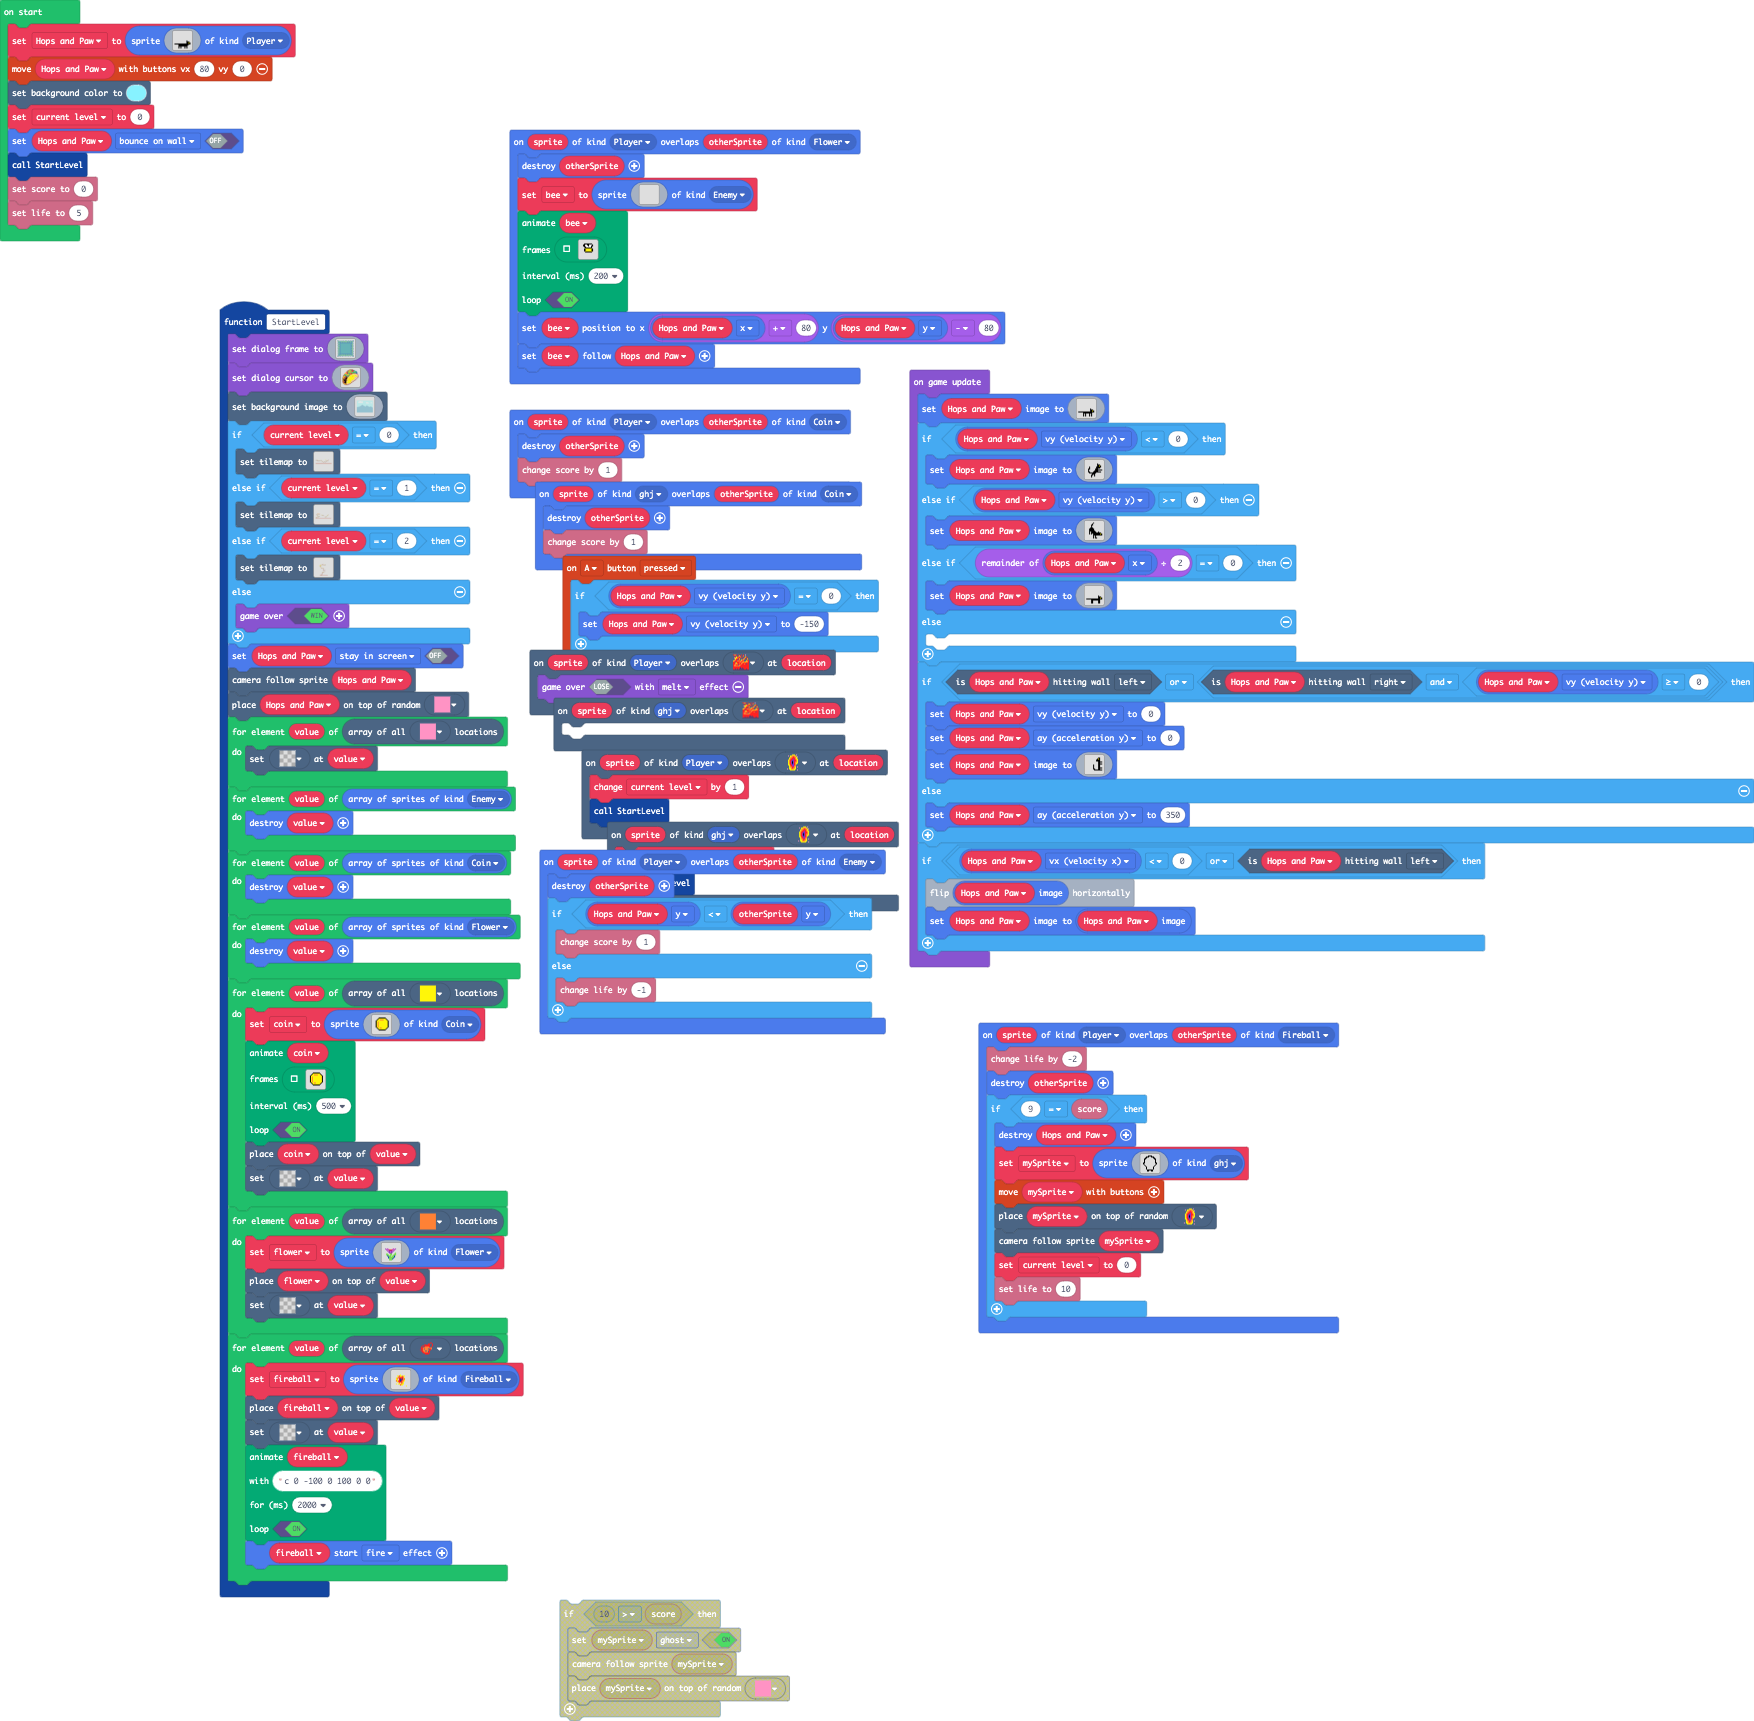 on start
set Hops and Paw to sprite of kind Player
move Hops and Paw with buttons vx 80 vy 0
set background color to
set current level to 0
set Hops and Paw bounce on wall OFF
call StartLevel
set score to 0
set life to 5
function StartLevel
set dialog frame to
set dialog cursor to
set background image to
if current level = 0 then
set tilemap to
else if current level = 1 then
set tilemap to
else if current level = 2 then
set tilemap to
else
game over WIN
set Hops and Paw stay in screen OFF
camera follow sprite Hops and Paw
place Hops and Paw on top of random
for element value of array of all locations
do
set at value
for element value of array of sprites of kind Enemy
do
destroy value
for element value of array of sprites of kind Coin
do
destroy value
for element value of array of sprites of kind Flower
do
destroy value
for element value of array of all locations
do
set coin to sprite of kind Coin
animate coin
frames
interval (ms) 500
loop ON
place coin on top of value
set at value
for element value of array of all locations
do
set flower to sprite of kind Flower
place flower on top of value
set at value
for element value of array of all locations
do
set fireball to sprite of kind Fireball
place fireball on top of value
set at value
animate fireball
with "c 0 -100 0 100 0 0"
for (ms) 2000
loop ON
fireball start fire effect
on sprite of kind Player overlaps otherSprite of kind Flower
destroy otherSprite
set bee to sprite of kind Enemy
animate bee
frames
interval (ms) 200
loop ON
set bee position to x Hops and Paw x + 80 y Hops and Paw y - 80
set bee follow Hops and Paw
on sprite of kind Player overlaps otherSprite of kind Coin
destroy otherSprite
change score by 1
on sprite of kind ghj overlaps otherSprite of kind Coin
destroy otherSprite
change score by 1
on A button pressed
if Hops and Paw vy (velocity y) = 0 then
set Hops and Paw vy (velocity y) to -150
on sprite of kind Player overlaps at location
game over LOSE with melt effect
on sprite of kind ghj overlaps at location
on sprite of kind Player overlaps at location
change current level by 1
call StartLevel
on sprite of kind ghj overlaps at location
on sprite of kind Player overlaps otherSprite of kind Enemy
destroy otherSprite evel
if Hops and Paw y < otherSprite y then
change score by 1
else
change life by -1
on game update
set Hops and Paw image to
if Hops and Paw vy (velocity y) < 0 then
set Hops and Paw image to
else if Hops and Paw vy (velocity y) > 0 then
set Hops and Paw image to
else if remainder of Hops and Paw x ÷ 2 = 0 then
set Hops and Paw image to
else
if is Hops and Paw hitting wall left or is Hops and Paw hitting wall right and Hops and Paw vy (velocity y) ≥ 0 then
set Hops and Paw vy (velocity y) to 0
set Hops and Paw ay (acceleration y) to 0
set Hops and Paw image to
else
set Hops and Paw ay (acceleration y) to 350
if Hops and Paw vx (velocity x) < 0 or is Hops and Paw hitting wall left then
flip Hops and Paw image horizontally
set Hops and Paw image to Hops and Paw image
on sprite of kind Player overlaps otherSprite of kind Fireball
change life by -2
destroy otherSprite
if 9 = score then
destroy Hops and Paw
set mySprite to sprite of kind ghj
move mySprite with buttons
place mySprite on top of random
camera follow sprite mySprite
set current level to 0
set life to 10
if 10 > score then
set mySprite ghost ON
camera follow sprite mySprite
place mySprite on top of random